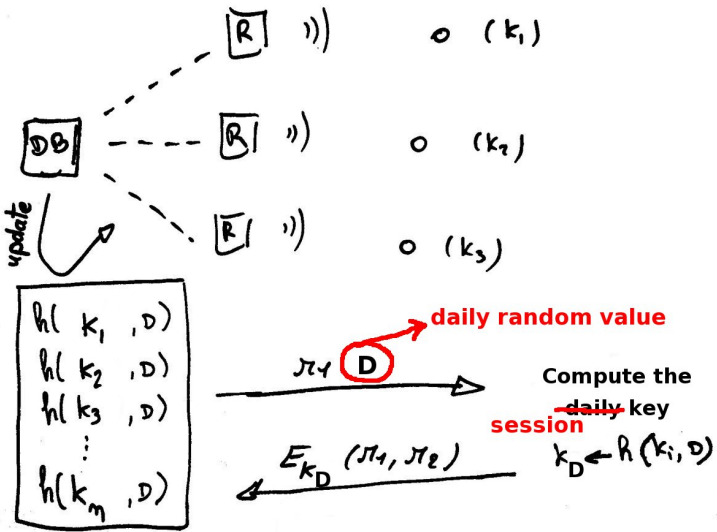 R (k1)
DB R (k2)
update
R (k3)
h( k1 , D)
h( k2 , D)
h( k3 , D)
⋮
h(kn , D)
daily random value
r1 D
Compute the
daily key
session
kD ← h(ki, D)
EkD (r1, r2)